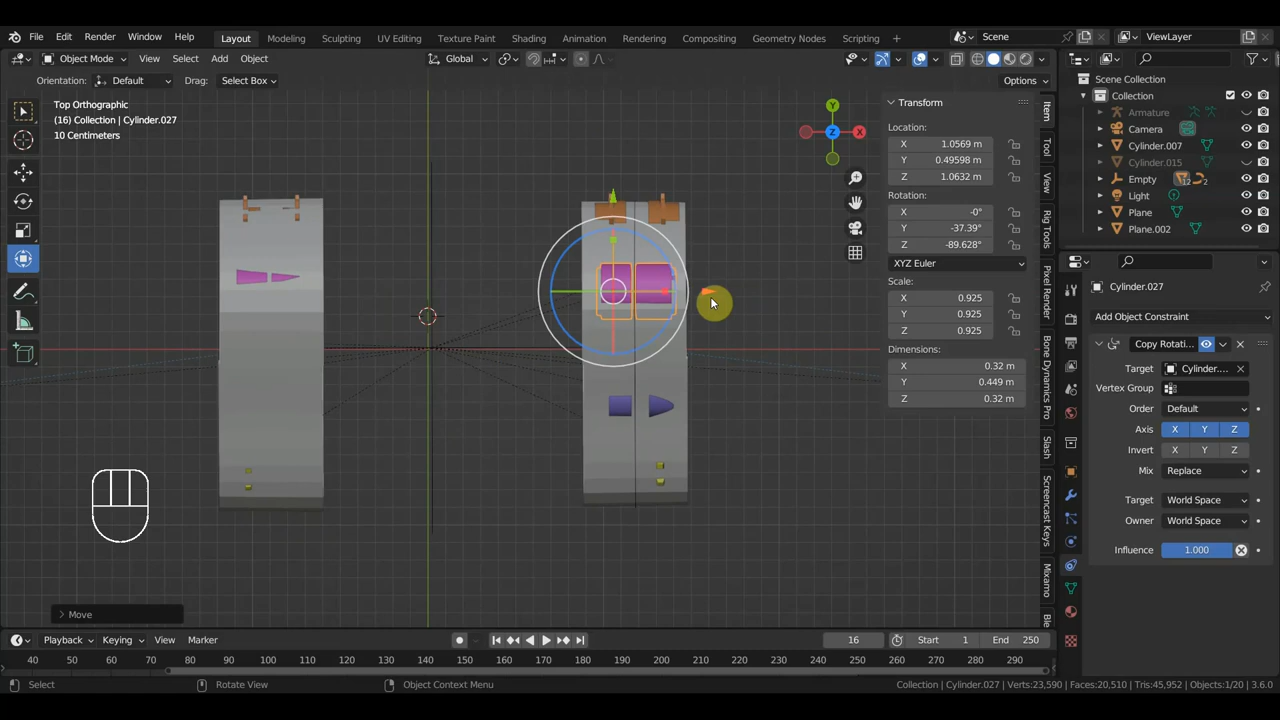 File Edit Render Window Help Layout Modeling Sculpting UV Editing Texture Paint Shading Animation Rendering Compositing Geometry Nodes Scripting Scene ViewLayer
Object Mode View Select Add Object Global
Orientation: Default Drag: Select Box Options
Top Orthographic
(16) Collection | Cylinder.027
10 Centimeters
Y
Z
X
Transform
Location:
X 1.0569 m
Y 0.49598 m
Z 1.0632 m
Rotation:
X -0°
Y -37.39°
Z -89.628°
XYZ Euler
Scale:
X 0.925
Y 0.925
Z 0.925
Dimensions:
X 0.32 m
Y 0.449 m
Z 0.32 m
Item
Tool
View
Rig Tools
Pixel Render
Bone Dynamics Pro
Slash
Screencast Keys
Mixamo
Ble
Scene Collection
Collection
Armature
Camera
Cylinder.007
Cylinder.015
Empty 12 2
Light
Plane
Plane.002
Cylinder.027
Add Object Constraint
Copy Rotati...
Target Cylinder....
Vertex Group
Order Default
Axis X Y Z
Invert X Y Z
Mix Replace
Target World Space
Owner World Space
Influence 1.000
Move
Playback Keying View Marker 16 Start 1 End 250
40 50 60 70 80 90 100 110 120 130 140 150 160 170 180 190 200 210 220 230 240 250 260 270 280 290
Select Rotate View Object Context Menu Collection | Cylinder.027 | Verts:23,590 | Faces:20,510 | Tris:45,952 | Objects:1/20 | 3.6.0